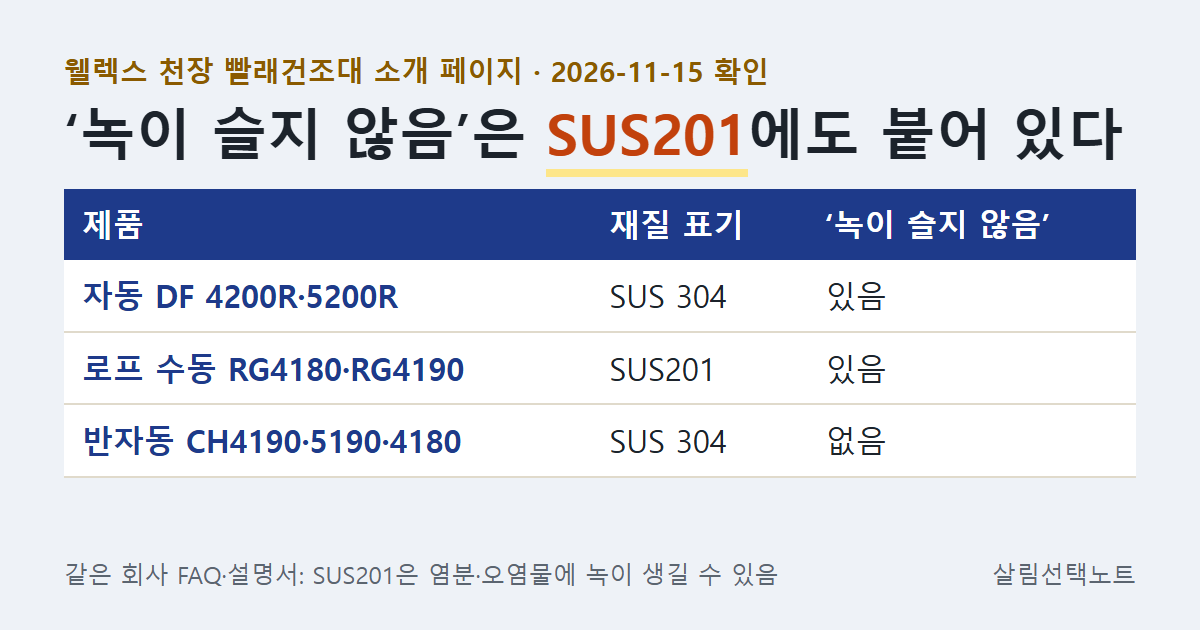 웰렉스 천장 빨래건조대 소개 페이지 · 2026-11-15 확인
‘녹이 슬지 않음’은 SUS201에도 붙어 있다
제품 재질 표기 ‘녹이 슬지 않음’
자동 DF 4200R·5200R SUS 304 있음
로프 수동 RG4180·RG4190 SUS201 있음
반자동 CH4190·5190·4180 SUS 304 없음
같은 회사 FAQ·설명서: SUS201은 염분·오염물에 녹이 생길 수 있음 살림선택노트